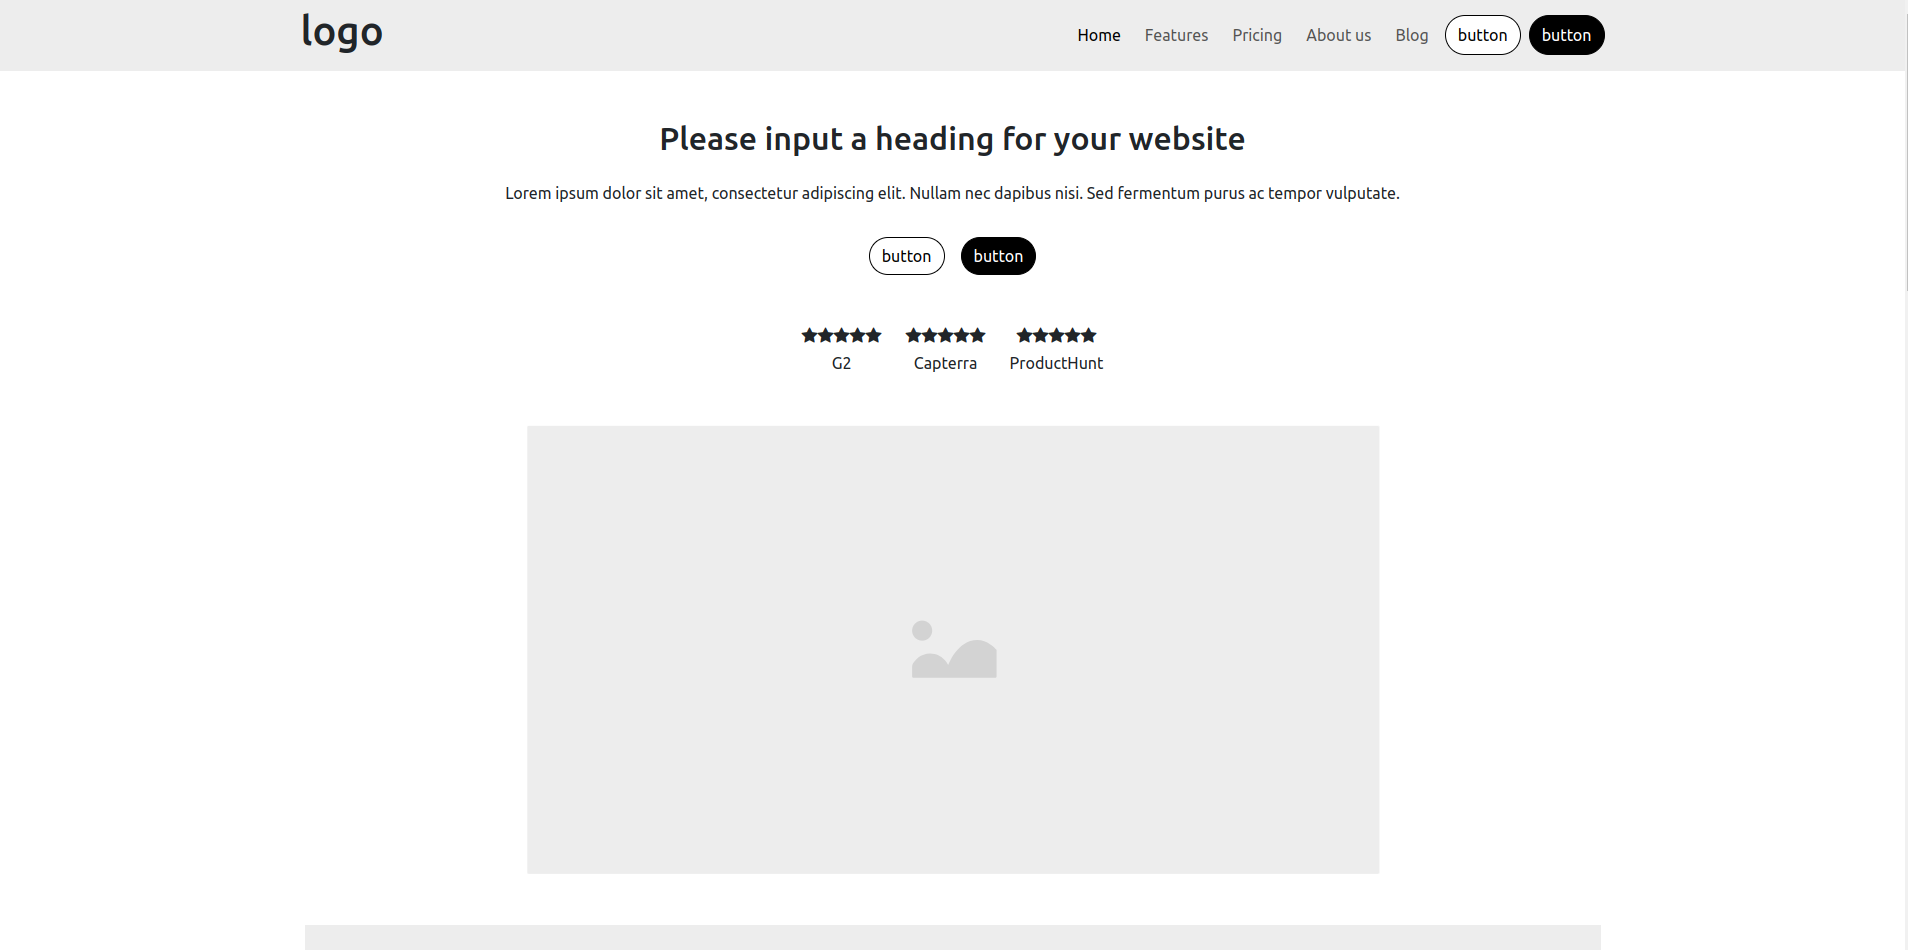 logo
Home Features Pricing About us Blog button button
Please input a heading for your website
Lorem ipsum dolor sit amet, consectetur adipiscing elit. Nullam nec dapibus nisi. Sed fermentum purus ac tempor vulputate.
button button
G2 Capterra ProductHunt